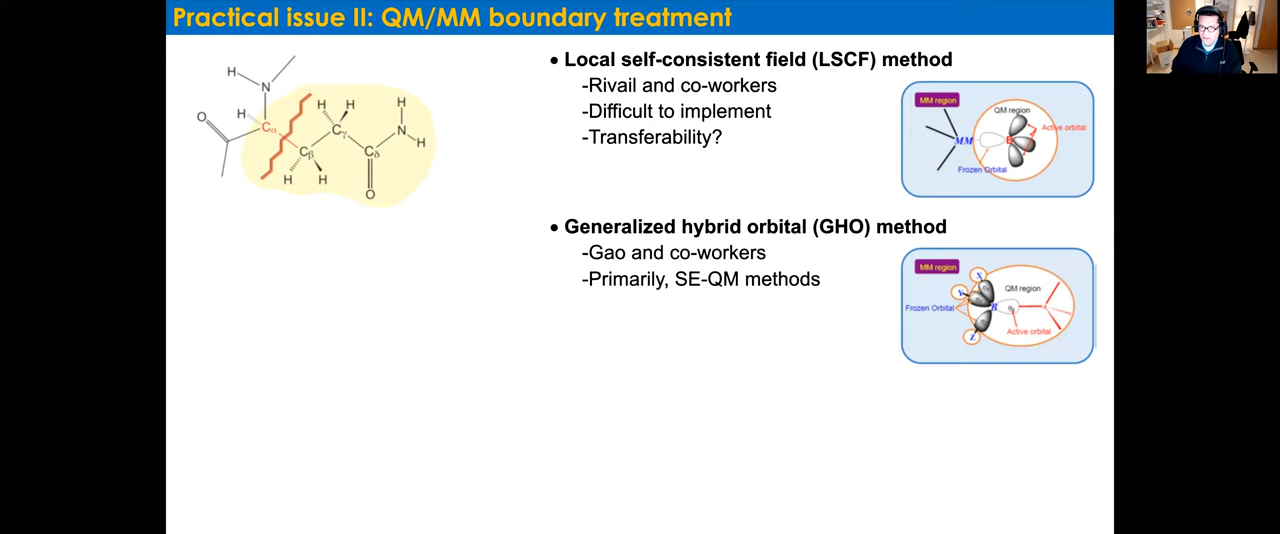 Practical issue II: QM/MM boundary treatment
H
N
H
O
Cα
H
H
Cγ
Cβ
H
H
Cδ
O
H
N
H
• Local self-consistent field (LSCF) method
-Rivail and co-workers
-Difficult to implement
-Transferability?
MM region
QM region
Active orbital
MM
B
Frozen Orbital
• Generalized hybrid orbital (GHO) method
-Gao and co-workers
-Primarily, SE-QM methods
MM region
X
QM region
Y
Frozen Orbital
B
Active orbital
Z